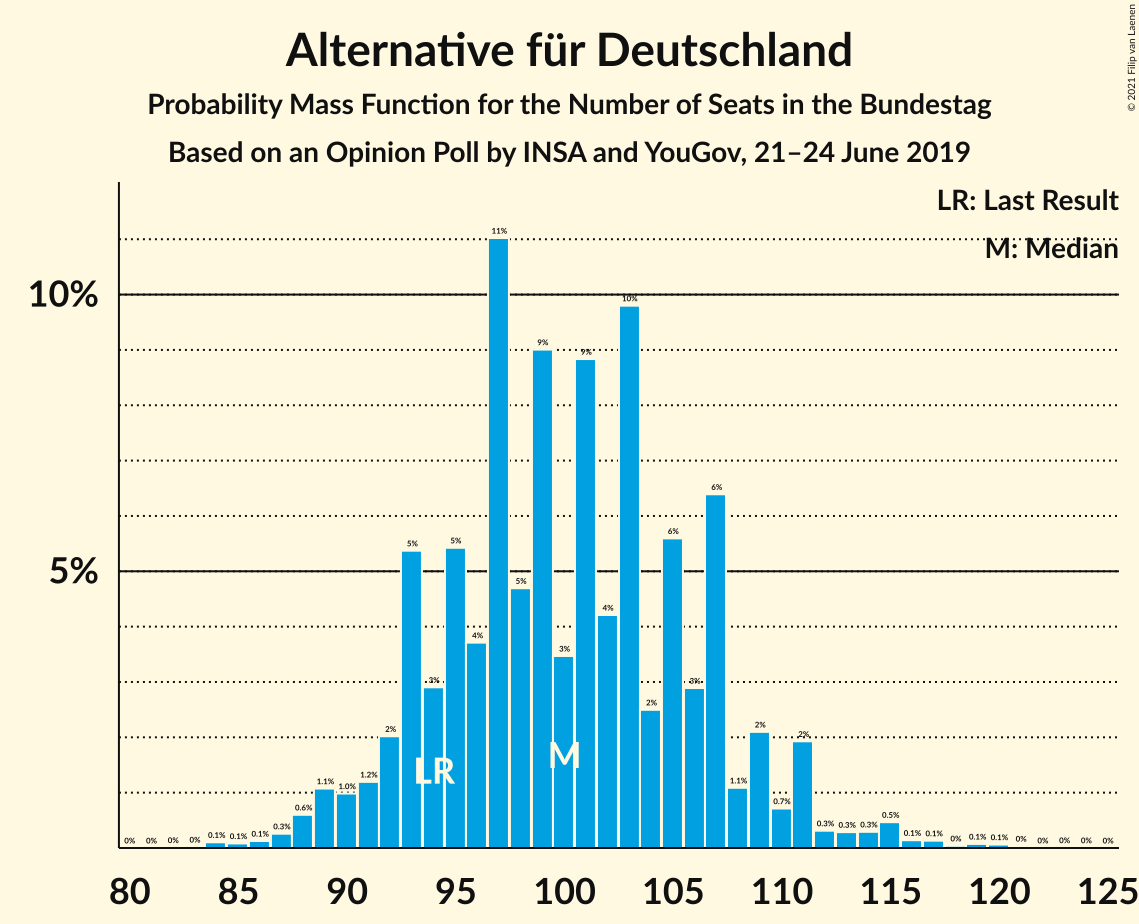 © 2021 Filip van Laenen
Alternative für Deutschland
Probability Mass Function for the Number of Seats in the Bundestag
Based on an Opinion Poll by INSA and YouGov, 21–24 June 2019
LR: Last Result
M: Median
10%
5%
0% 0% 0% 0% 0.1% 0.1% 0.1% 0.3% 0.6% 1.1% 1.0% 1.2% 2% 5% 3% 5% 4% 11% 5% 9% 3% 9% 4% 10% 2% 6% 3% 6% 1.1% 2% 0.7% 2% 0.3% 0.3% 0.3% 0.5% 0.1% 0.1% 0% 0.1% 0.1% 0% 0% 0% 0% 0%
LR M
80 85 90 95 100 105 110 115 120 125